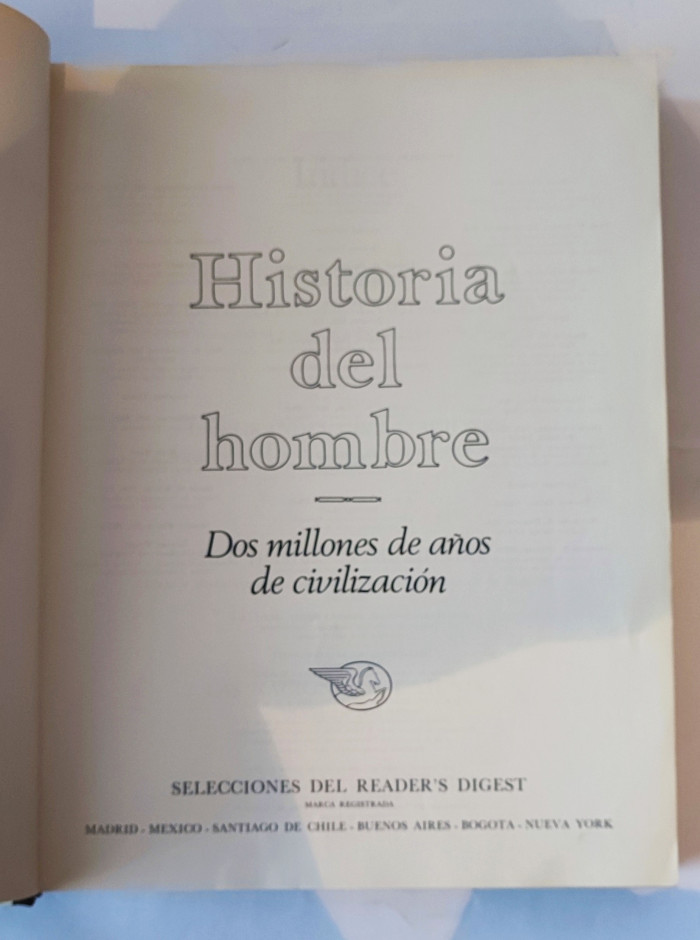 Historia
del
hombre
Dos millones de años
de civilización
SELECCIONES DEL READER'S DIGEST
MARCA REGISTRADA
MADRID - MEXICO - SANTIAGO DE CHILE - BUENOS AIRES - BOGOTA - NUEVA YORK